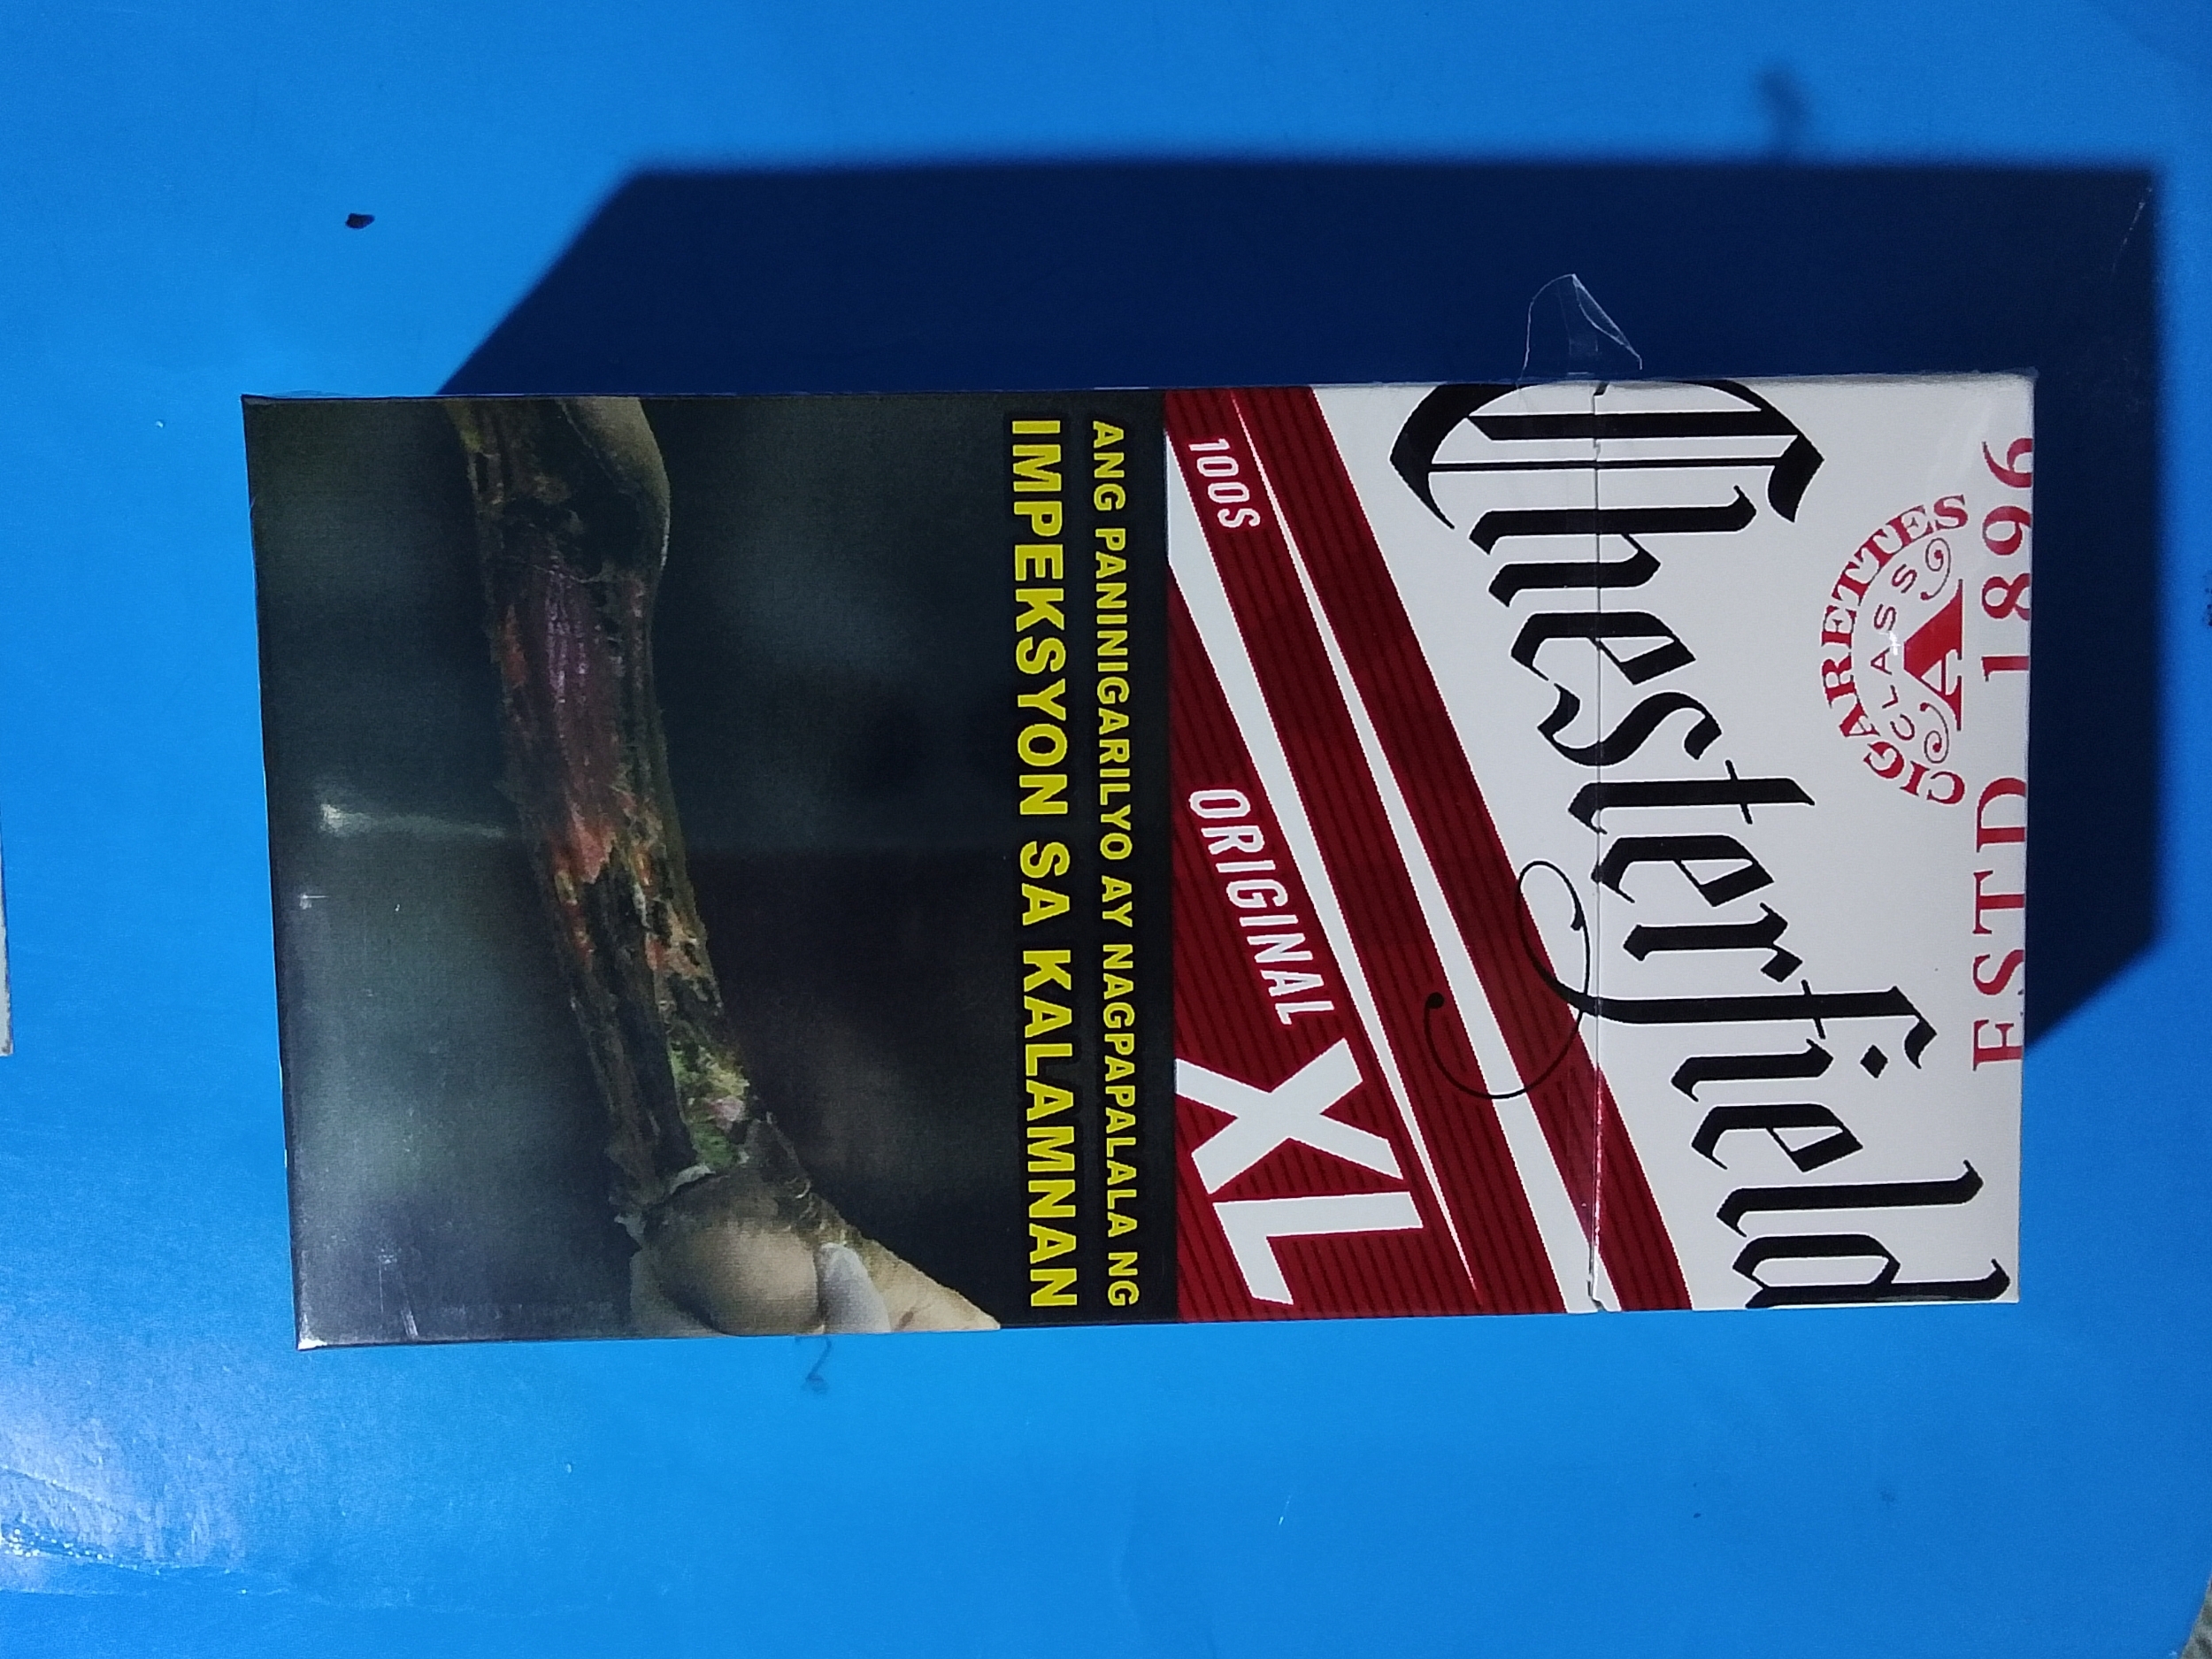 ESTD 1896
CIGARETTES
CLASS
A
Chesterfield
100S
ORIGINAL
XL
ANG PANINIGARILYO AY NAGPAPALALA NG
IMPEKSYON SA KALAMNAN